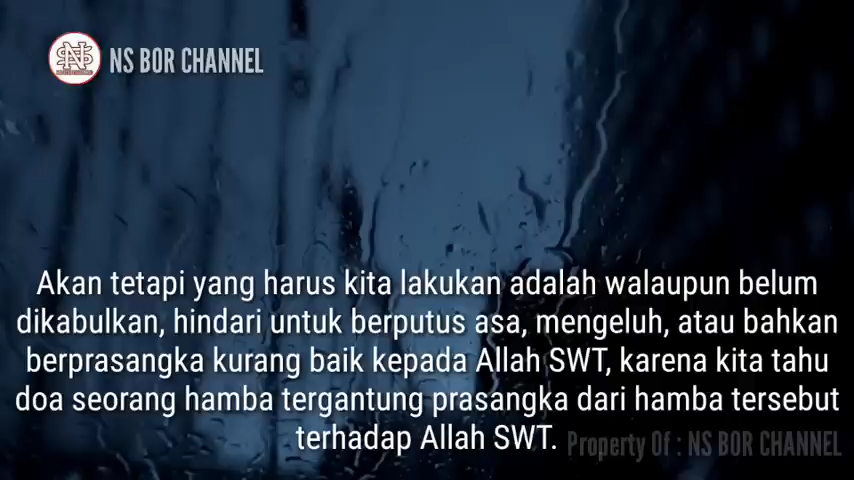 NS BOR CHANNEL
Akan tetapi yang harus kita lakukan adalah walaupun belum
dikabulkan, hindari untuk berputus asa, mengeluh, atau bahkan
berprasangka kurang baik kepada Allah SWT, karena kita tahu
doa seorang hamba tergantung prasangka dari hamba tersebut
terhadap Allah SWT.
Property Of : NS BOR CHANNEL